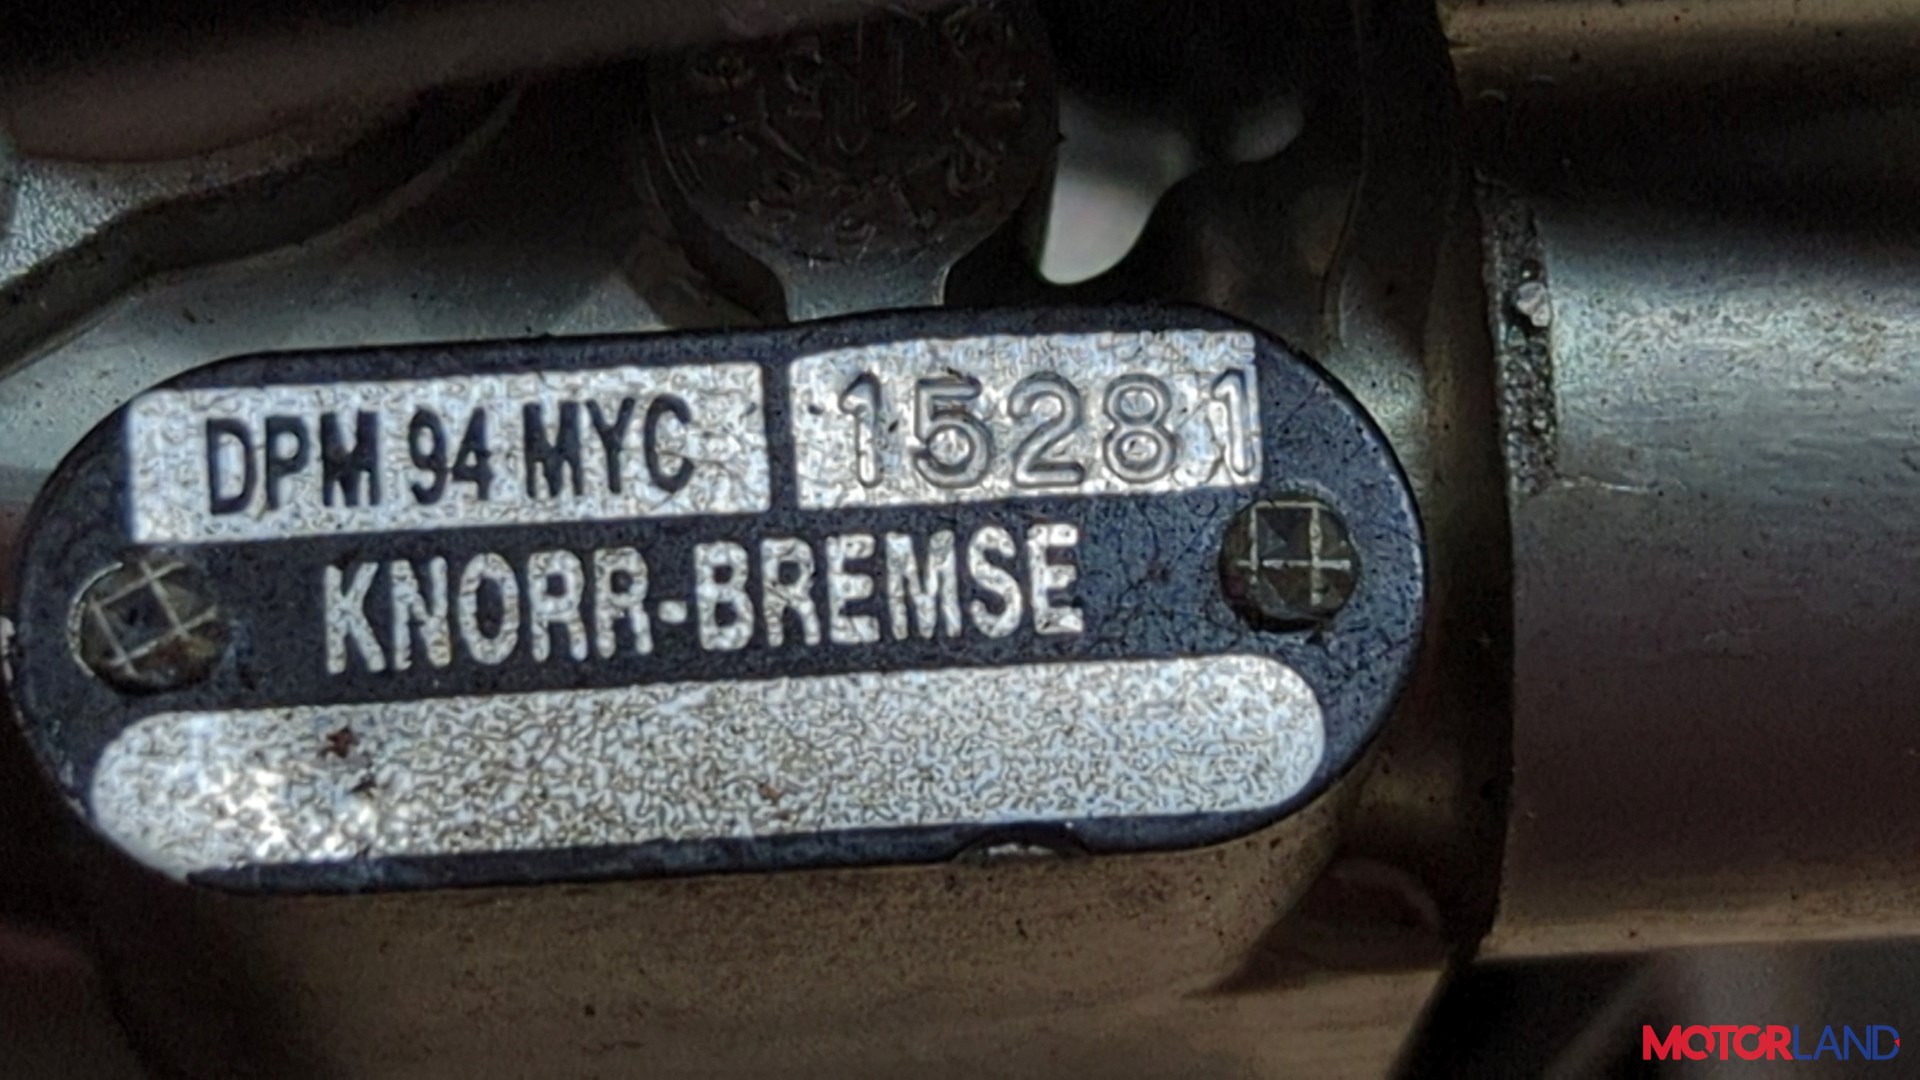 DPM 94 MYC 15281
KNORR-BREMSE
MOTORLAND